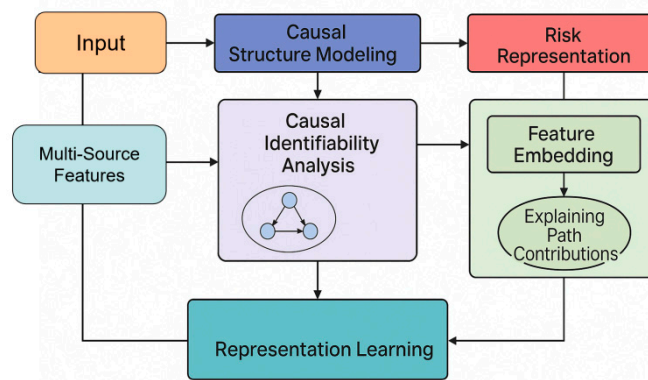 Input
Causal
Structure Modeling
Risk
Representation
Multi-Source
Features
Causal
Identifiability
Analysis
Feature
Embedding
Explaining
Path
Contributions
Representation Learning